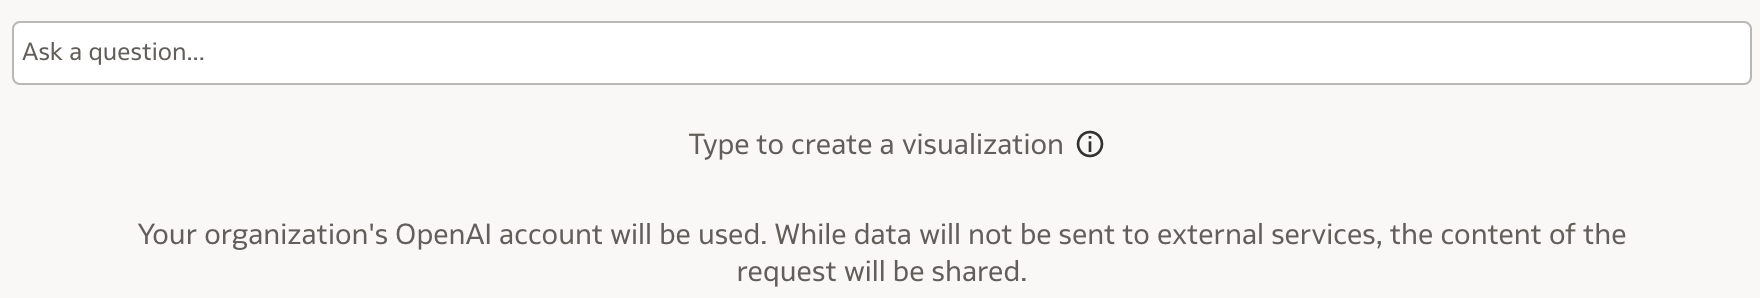 Ask a question...
Type to create a visualization
Your organization's OpenAI account will be used. While data will not be sent to external services, the content of the
request will be shared.